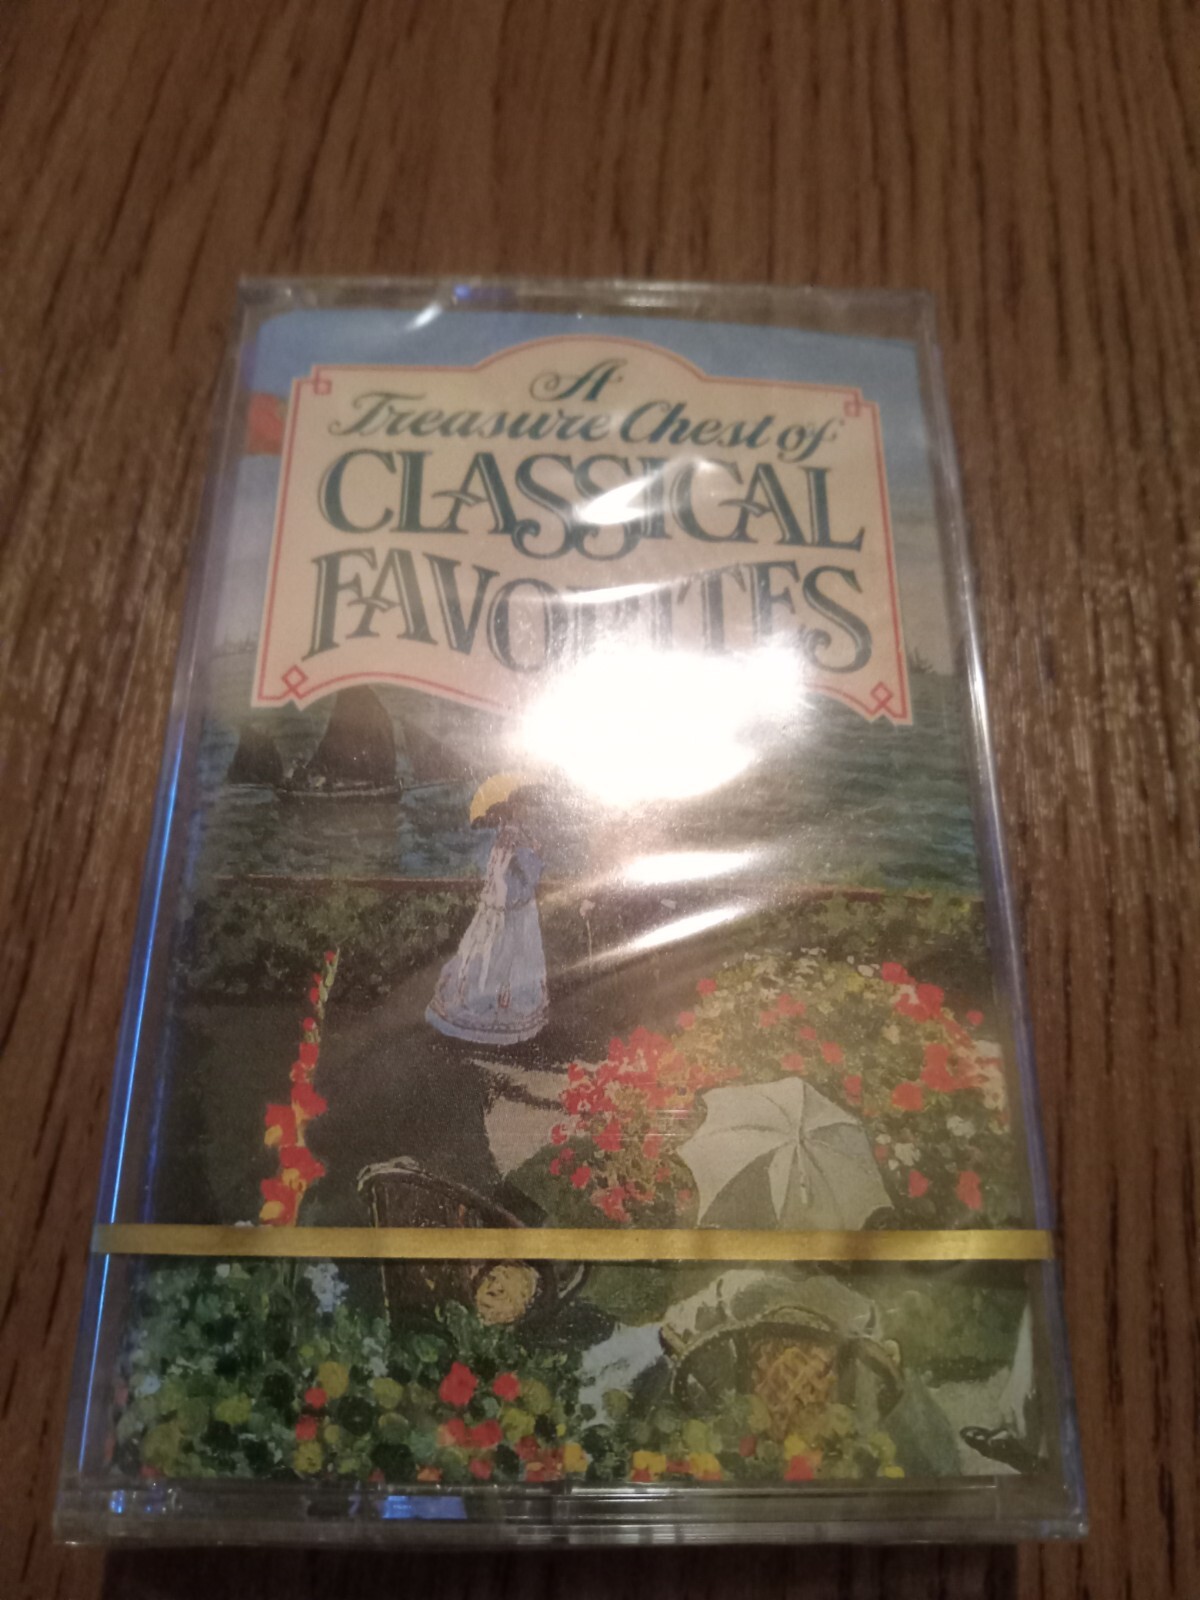 A
Treasure Chest of
CLASSICAL
FAVORITES